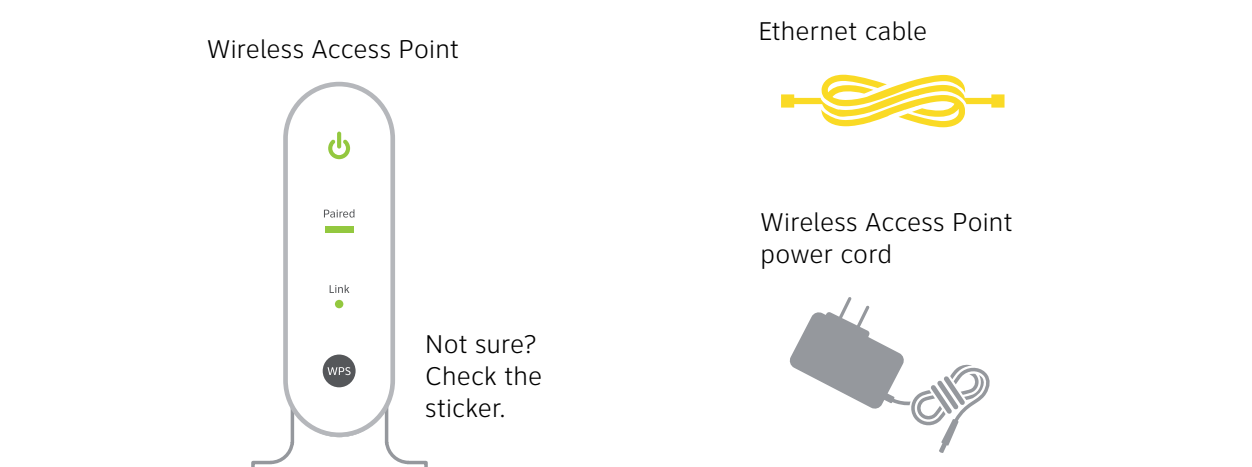 Wireless Access Point
Paired
Link
WPS
Not sure?
Check the
sticker.
Ethernet cable
Wireless Access Point
power cord